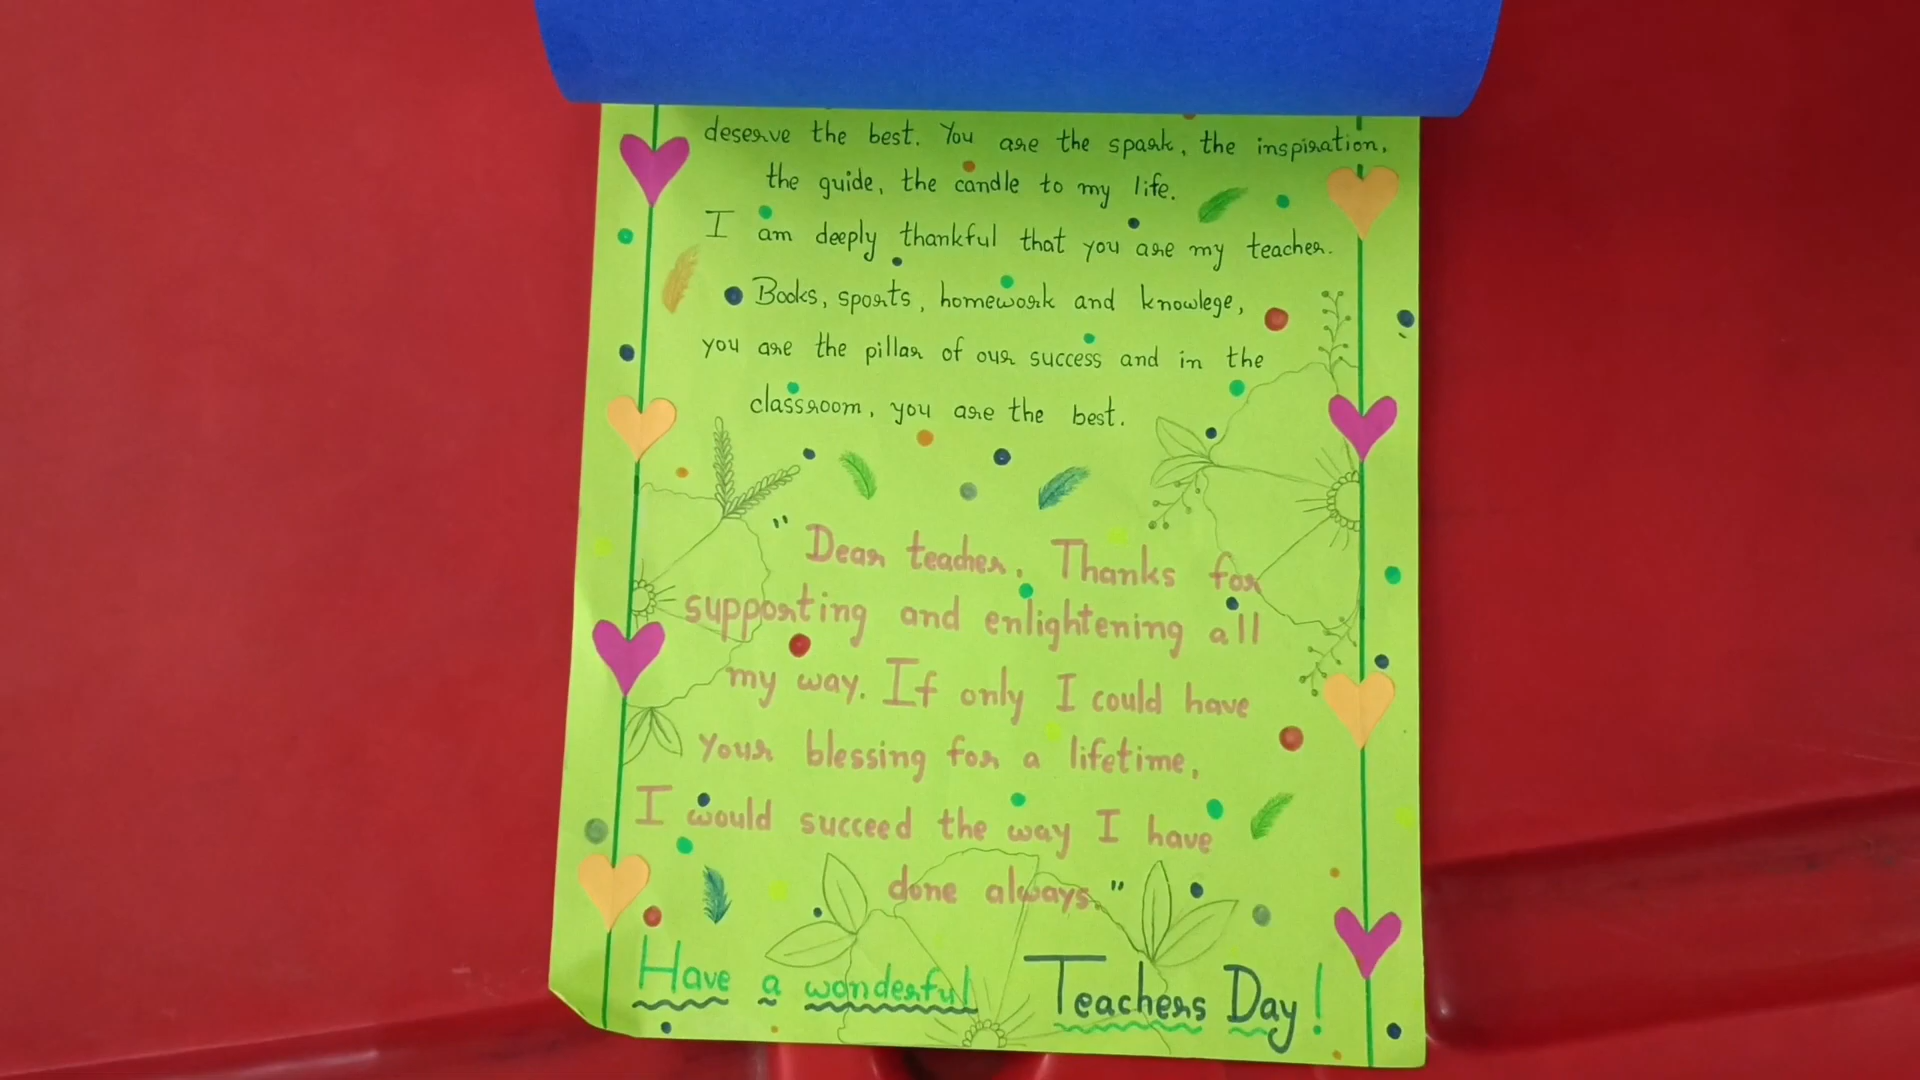 deserve the best. You are the spark, the inspiration,
the guide, the candle to my life.
I am deeply thankful that you are my teacher.
Books, sports, homework and knowlege,
you are the pillar of our success and in the
classroom, you are the best.
" Dear teacher, Thanks for
supporting and enlightening all
my way. If only I could have
your blessing for a lifetime,
I would succeed the way I have
done always. "
Have a wonderful Teachers Day !